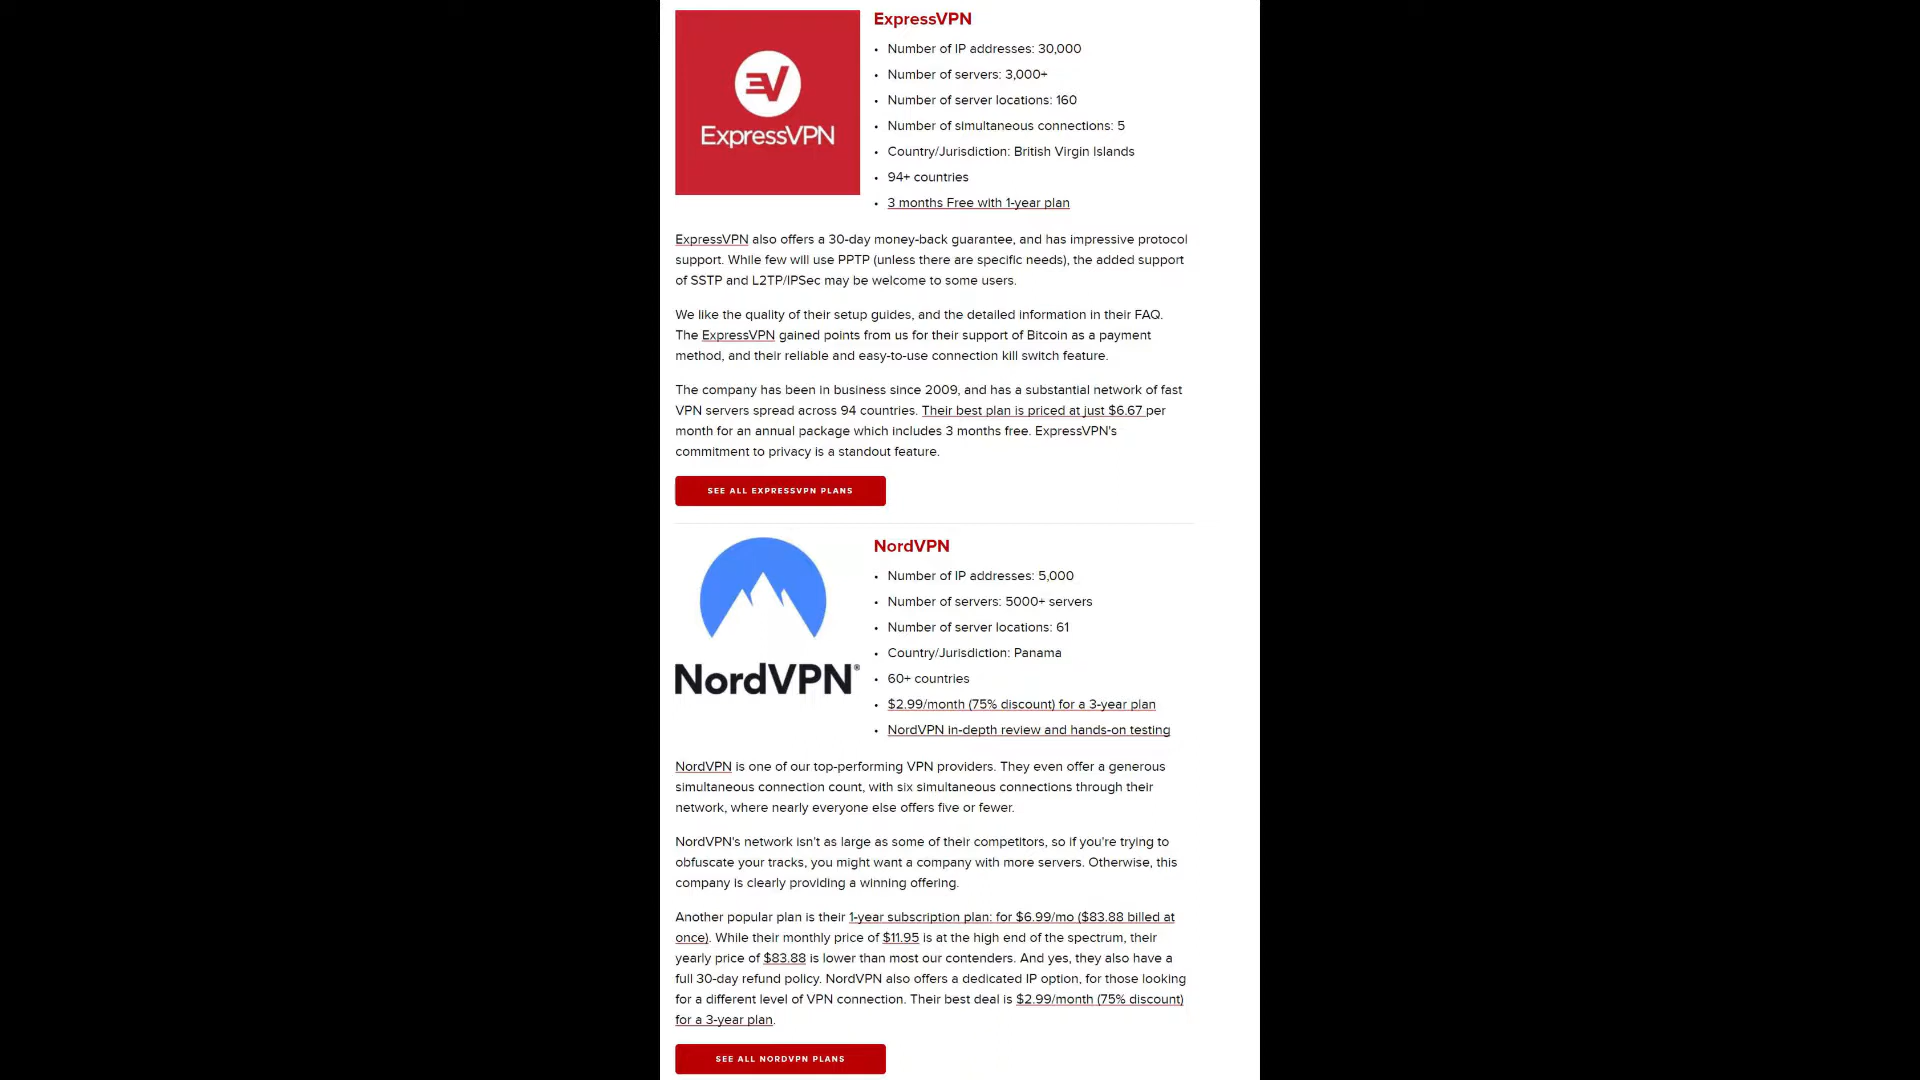 ExpressVPN
ExpressVPN
• Number of IP addresses: 30,000
• Number of servers: 3,000+
• Number of server locations: 160
• Number of simultaneous connections: 5
• Country/Jurisdiction: British Virgin Islands
• 94+ countries
• 3 months Free with 1-year plan
ExpressVPN also offers a 30-day money-back guarantee, and has impressive protocol
support. While few will use PPTP (unless there are specific needs), the added support
of SSTP and L2TP/IPSec may be welcome to some users.
We like the quality of their setup guides, and the detailed information in their FAQ.
The ExpressVPN gained points from us for their support of Bitcoin as a payment
method, and their reliable and easy-to-use connection kill switch feature.
The company has been in business since 2009, and has a substantial network of fast
VPN servers spread across 94 countries. Their best plan is priced at just $6.67 per
month for an annual package which includes 3 months free. ExpressVPN's
commitment to privacy is a standout feature.
SEE ALL EXPRESSVPN PLANS
NordVPN®
NordVPN
• Number of IP addresses: 5,000
• Number of servers: 5000+ servers
• Number of server locations: 61
• Country/Jurisdiction: Panama
• 60+ countries
• $2.99/month (75% discount) for a 3-year plan
• NordVPN in-depth review and hands-on testing
NordVPN is one of our top-performing VPN providers. They even offer a generous
simultaneous connection count, with six simultaneous connections through their
network, where nearly everyone else offers five or fewer.
NordVPN's network isn't as large as some of their competitors, so if you're trying to
obfuscate your tracks, you might want a company with more servers. Otherwise, this
company is clearly providing a winning offering.
Another popular plan is their 1-year subscription plan: for $6.99/mo ($83.88 billed at
once). While their monthly price of $11.95 is at the high end of the spectrum, their
yearly price of $83.88 is lower than most our contenders. And yes, they also have a
full 30-day refund policy. NordVPN also offers a dedicated IP option, for those looking
for a different level of VPN connection. Their best deal is $2.99/month (75% discount)
for a 3-year plan.
SEE ALL NORDVPN PLANS